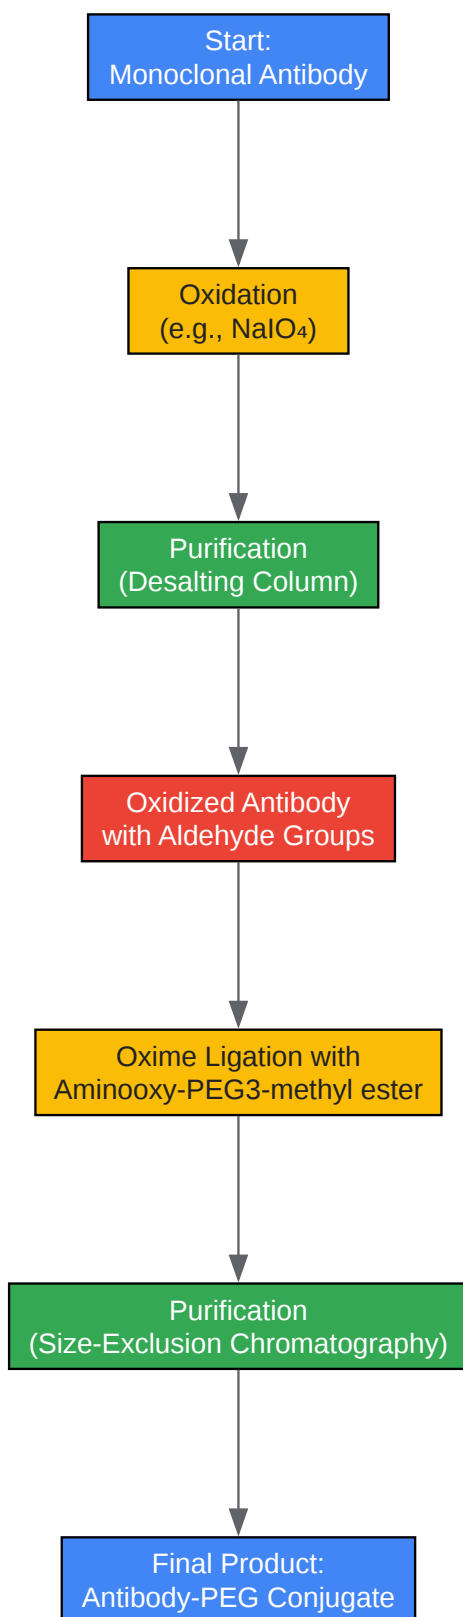 Start:
Monoclonal Antibody
Oxidation
(e.g., NaIO₄)
Purification
(Desalting Column)
Oxidized Antibody
with Aldehyde Groups
Oxime Ligation with
Aminooxy-PEG3-methyl ester
Purification
(Size-Exclusion Chromatography)
Final Product:
Antibody-PEG Conjugate